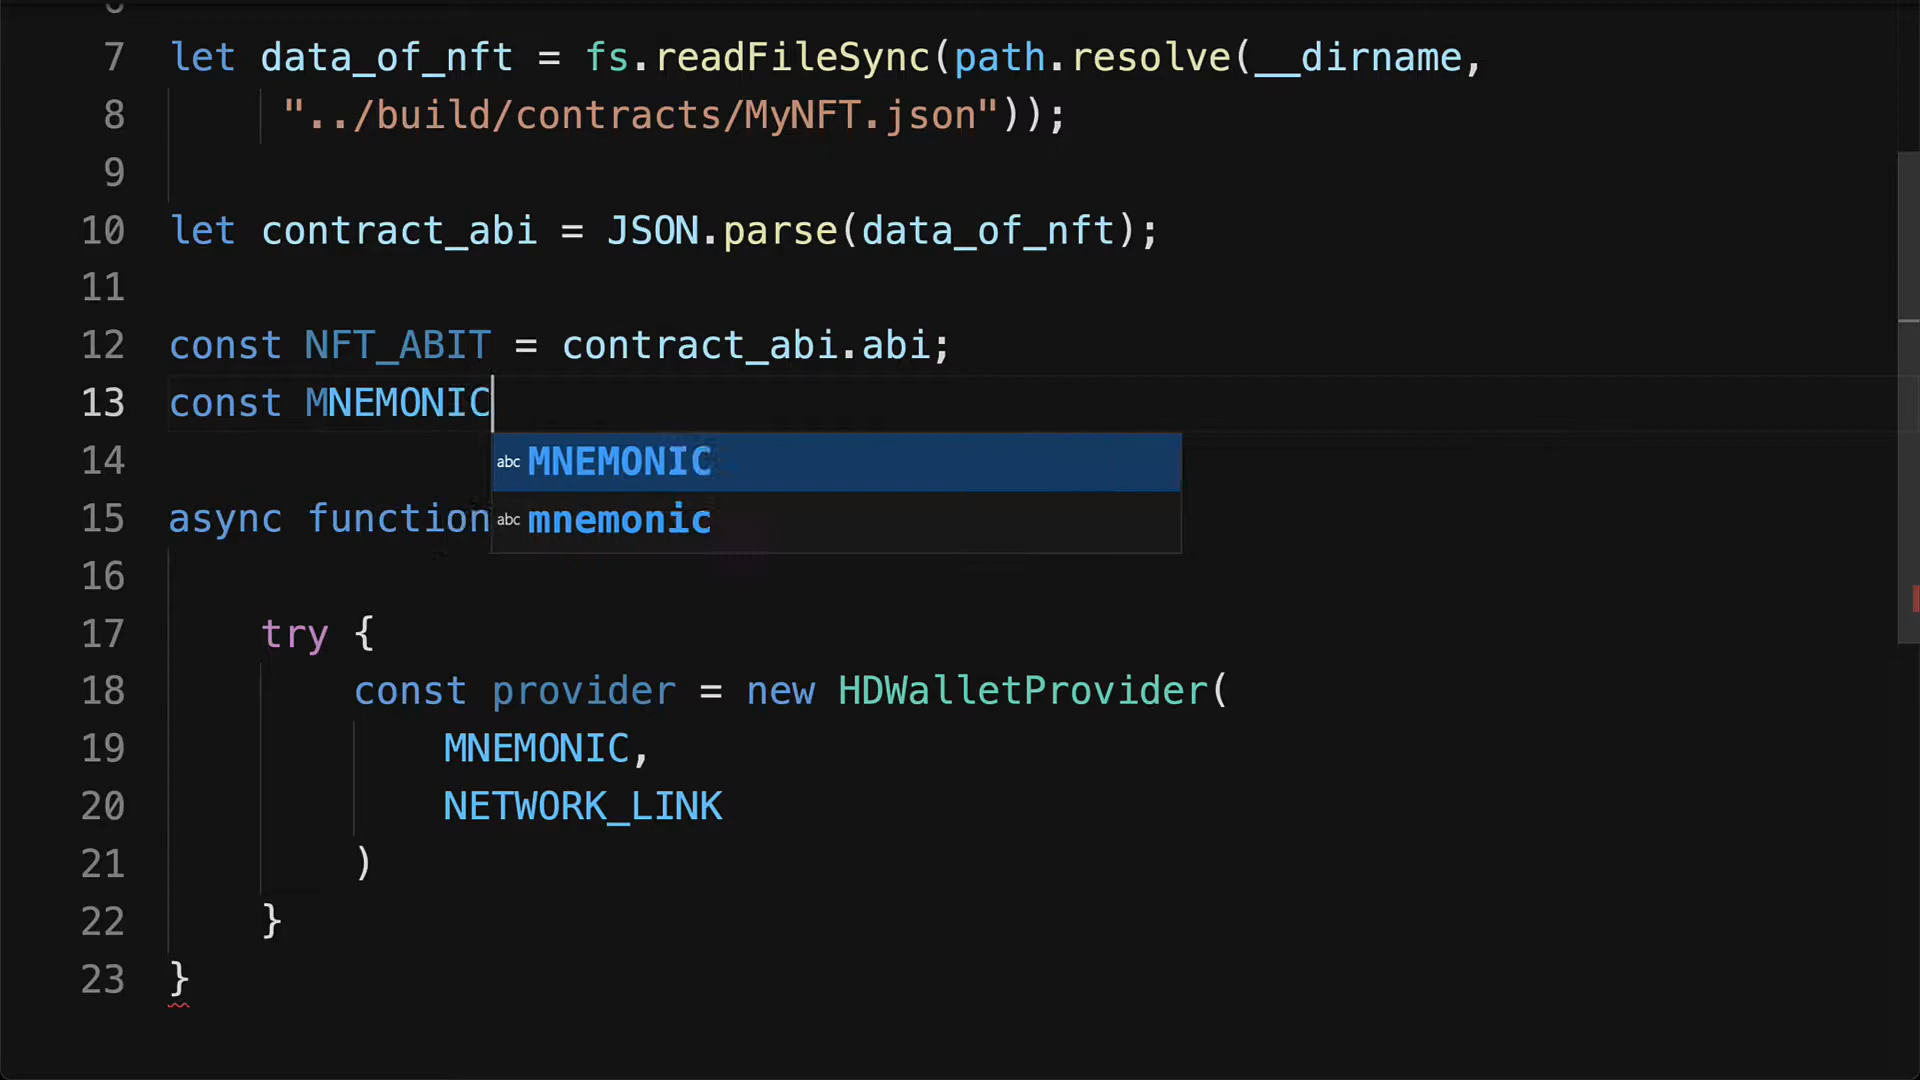 7 let data_of_nft = fs.readFileSync(path.resolve(__dirname,
8 "../build/contracts/MyNFT.json"));
9
10 let contract_abi = JSON.parse(data_of_nft);
11
12 const NFT_ABIT = contract_abi.abi;
13 const MNEMONIC
abc MNEMONIC
14
15 async function
abc mnemonic
16
17 try {
18 const provider = new HDWalletProvider(
19 MNEMONIC,
20 NETWORK_LINK
21 )
22 }
23 }